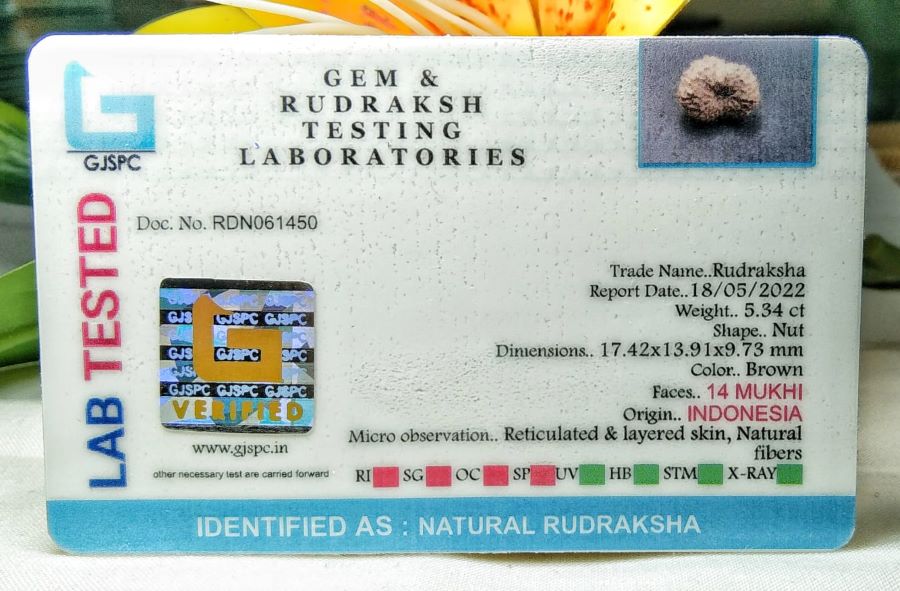 GEM &
RUDRAKSH
TESTING
LABORATORIES
G
GJSPC
LAB TESTED
Doc. No. RDN061450
Trade Name..Rudraksha
Report Date..18/05/2022
Weight.. 5.34 ct
Shape.. Nut
Dimensions.. 17.42x13.91x9.73 mm
Color.. Brown
Faces.. 14 MUKHI
Origin.. INDONESIA
Micro observation.. Reticulated & layered skin, Natural
fibers
GJS GJSPC GJSPC
G
GJS GJSPC GJSPC
GJSPC GJSPC GJSPC
VERIFIED
www.gjspc.in
other necessary test are carried forward
RI SG OC SP UV HB STM X-RAY
IDENTIFIED AS : NATURAL RUDRAKSHA